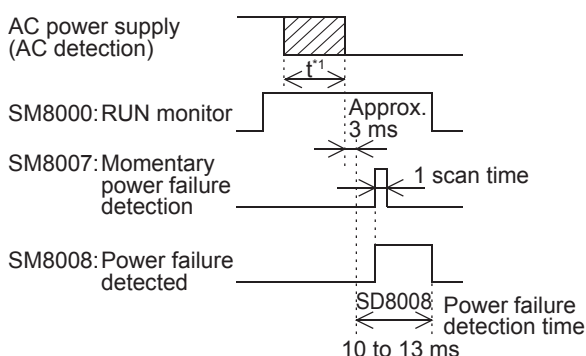 AC power supply
(AC detection)
t*1
SM8000: RUN monitor
Approx.
3 ms
SM8007: Momentary
power failure
detection
1 scan time
SM8008: Power failure
detected
SD8008
Power failure
detection time
10 to 13 ms